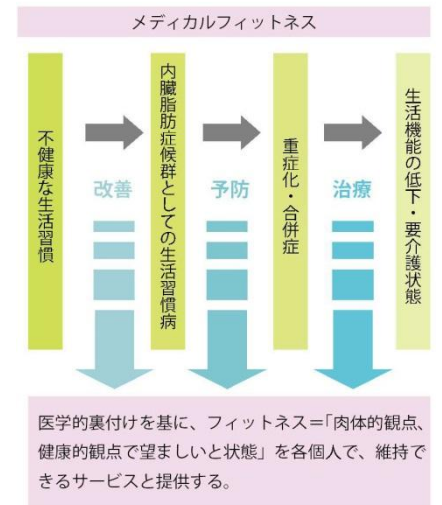 メディカルフィットネス
不健康な生活習慣
改善
内臓脂肪症候群としての生活習慣病
予防
重症化・合併症
治療
生活機能の低下・要介護状態
医学的裏付けを基に、フィットネス＝「肉体的観点、
健康的観点で望ましいと状態」を各個人で、維持で
きるサービスと提供する。